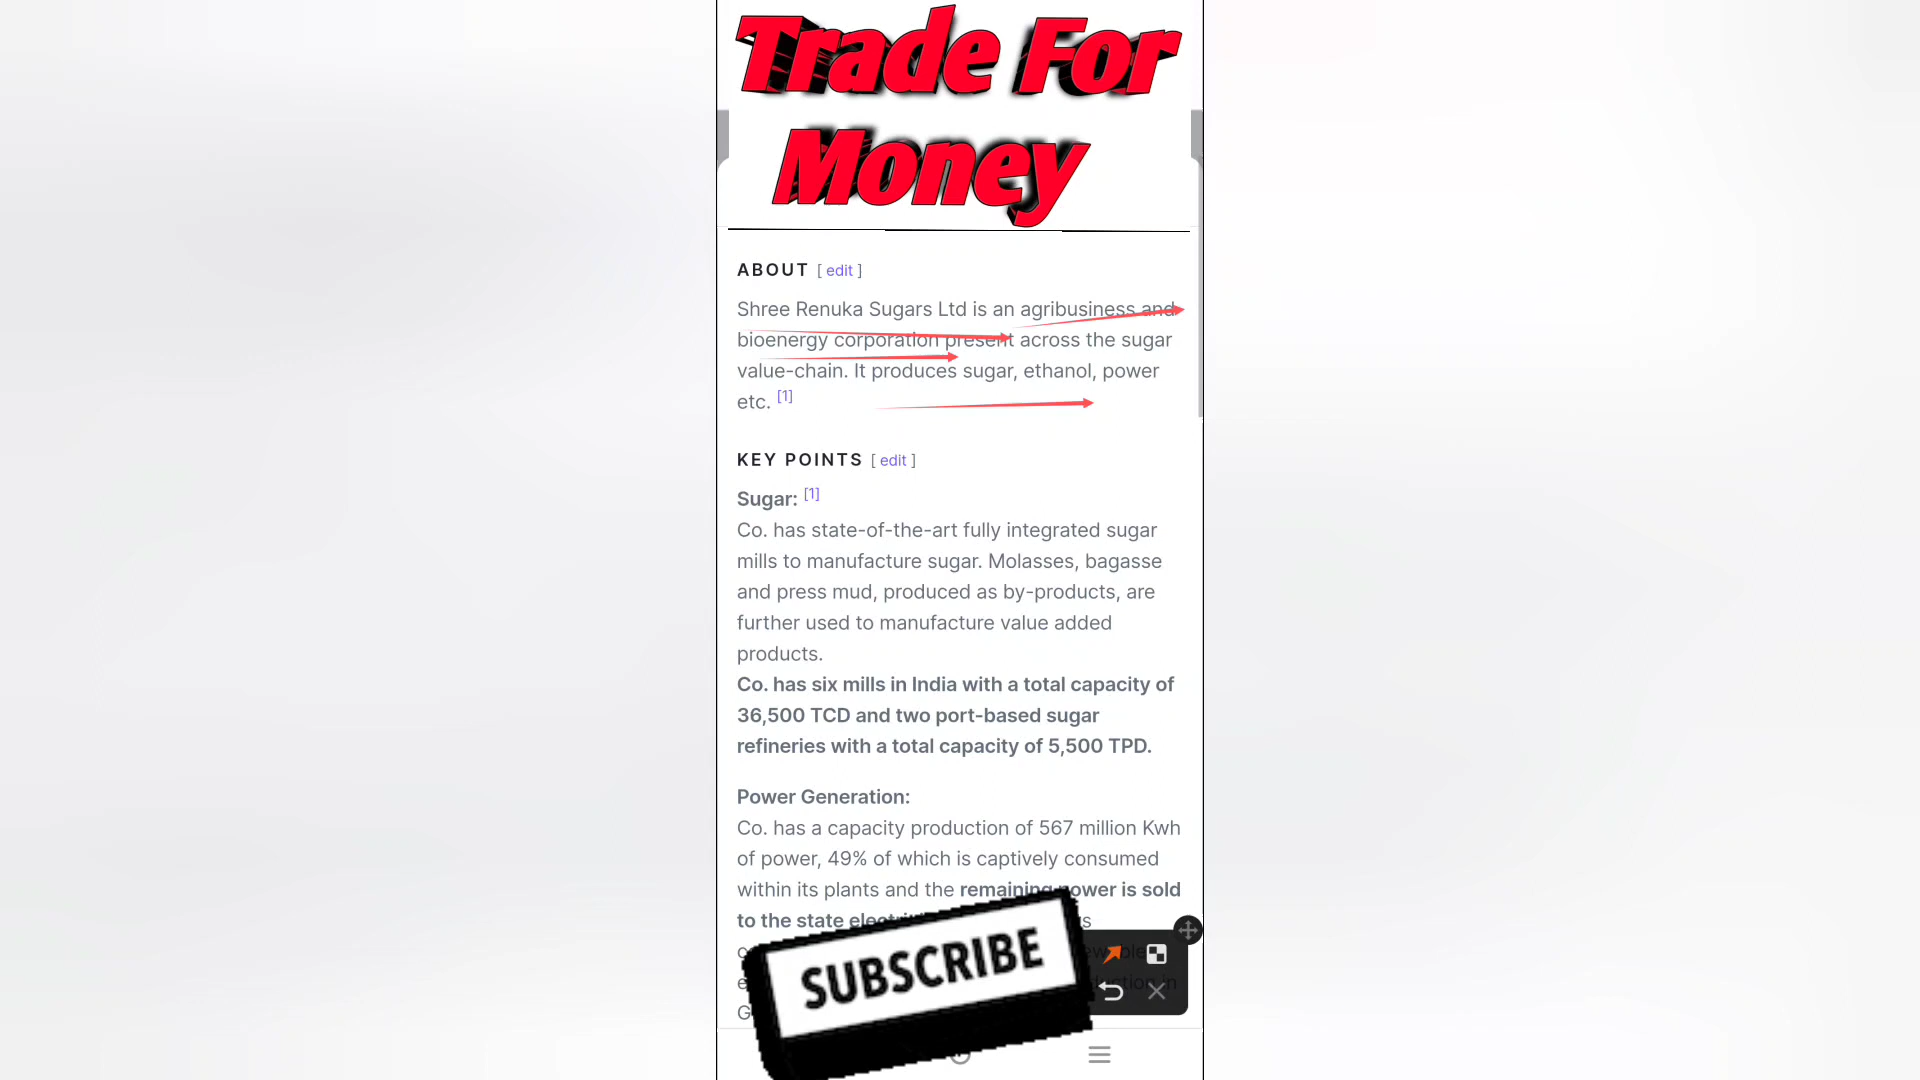 Trade For
Money
ABOUT [ edit ]
Shree Renuka Sugars Ltd is an agribusiness and
bioenergy corporation present across the sugar
value-chain. It produces sugar, ethanol, power
etc. [1]
KEY POINTS [ edit ]
Sugar: [1]
Co. has state-of-the-art fully integrated sugar
mills to manufacture sugar. Molasses, bagasse
and press mud, produced as by-products, are
further used to manufacture value added
products.
Co. has six mills in India with a total capacity of
36,500 TCD and two port-based sugar
refineries with a total capacity of 5,500 TPD.
Power Generation:
Co. has a capacity production of 567 million Kwh
of power, 49% of which is captively consumed
within its plants and the remaining power is sold
to the state
SUBSCRIBE